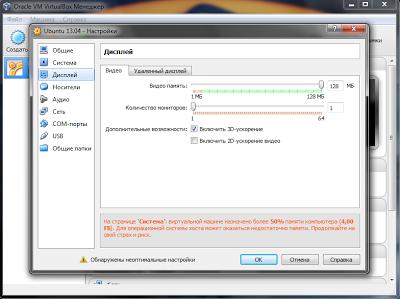 Oracle VM VirtualBox Менеджер
Файл Машина Справка
Создать
Ubuntu 13.04 - Настройки
Общие
Система
Дисплей
Носители
Аудио
Сеть
COM-порты
USB
Общие папки
Дисплей
Видео Удаленный дисплей
Видео память: 128 МБ
1 МБ 128 МБ
Количество мониторов: 1
1 64
Дополнительные возможности: Включить 3D-ускорение
Включить 2D-ускорение видео
На странице 'Система': виртуальной машине назначено более 50% памяти компьютера (4,00
ГБ). Для операционной системы хоста может оказаться недостаточно памяти. Продолжайте на
свой страх и риск.
Обнаружены неоптимальные настройки
OK Отмена Справка